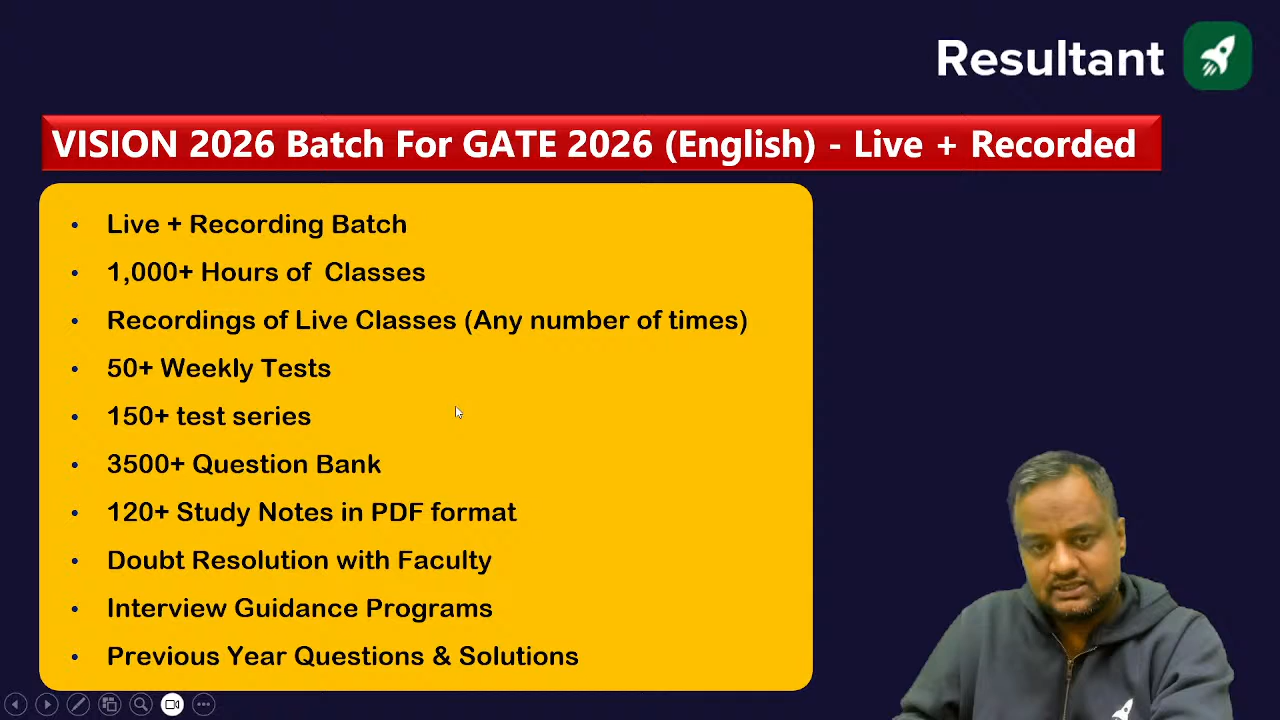 Resultant
VISION 2026 Batch For GATE 2026 (English) - Live + Recorded
• Live + Recording Batch
• 1,000+ Hours of Classes
• Recordings of Live Classes (Any number of times)
• 50+ Weekly Tests
• 150+ test series
• 3500+ Question Bank
• 120+ Study Notes in PDF format
• Doubt Resolution with Faculty
• Interview Guidance Programs
• Previous Year Questions & Solutions